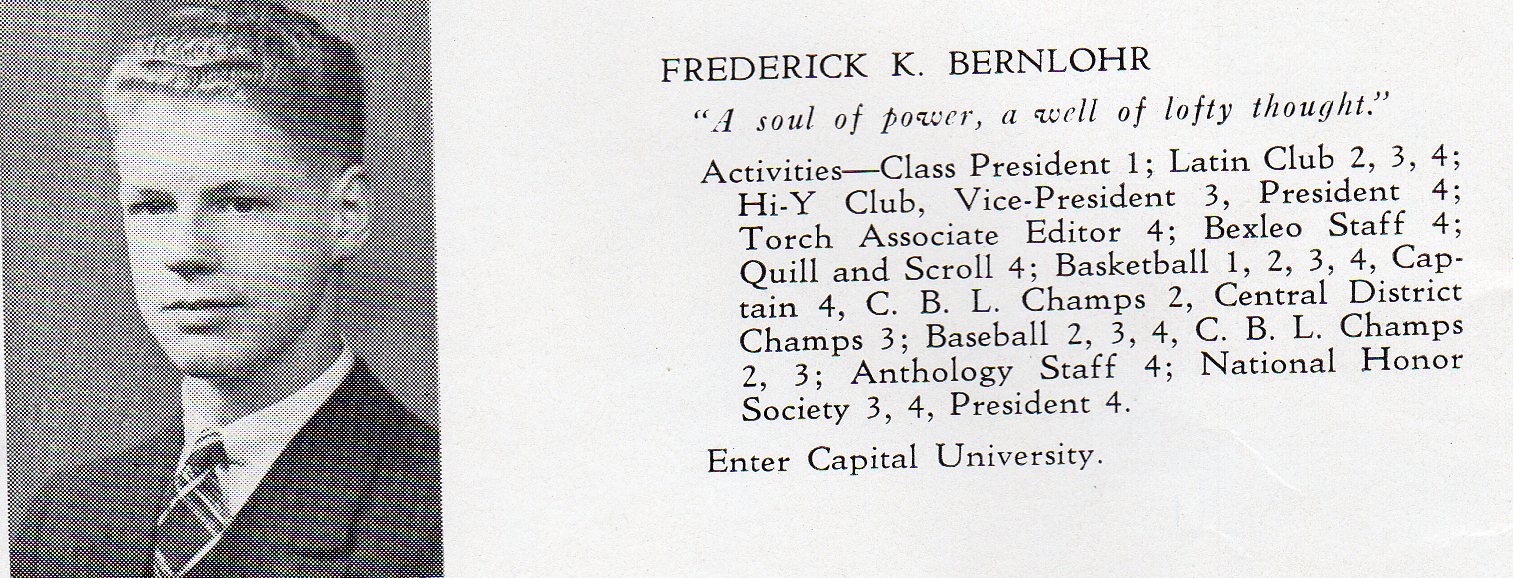 FREDERICK K. BERNLOHR
“A soul of power, a well of lofty thought.”
Activities—Class President 1; Latin Club 2, 3, 4;
Hi-Y Club, Vice-President 3, President 4;
Torch Associate Editor 4; Bexleo Staff 4;
Quill and Scroll 4; Basketball 1, 2, 3, 4, Cap-
tain 4, C. B. L. Champs 2, Central District
Champs 3; Baseball 2, 3, 4, C. B. L. Champs
2, 3; Anthology Staff 4; National Honor
Society 3, 4, President 4.
Enter Capital University.